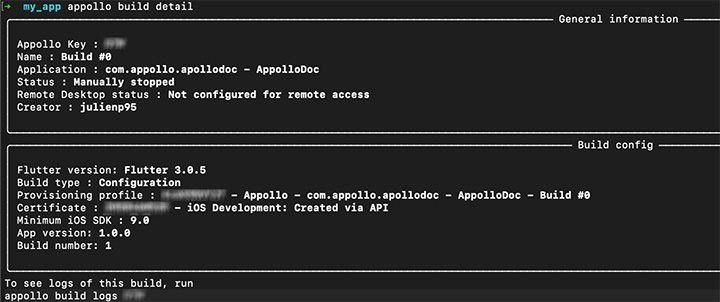 [→ my_app appollo build detail
General information
Appollo Key :
Name : Build #0
Application : com.appollo.apollodoc - AppolloDoc
Status : Manually stopped
Remote Desktop status : Not configured for remote access
Creator : julienp95
Build config
Flutter version: Flutter 3.0.5
Build type : Configuration
Provisioning profile : - Appollo - com.appollo.apollodoc - AppolloDoc - Build #0
Certificate : - iOS Development: Created via API
Minimum iOS SDK : 9.0
App version: 1.0.0
Build number: 1
To see logs of this build, run
appollo build logs